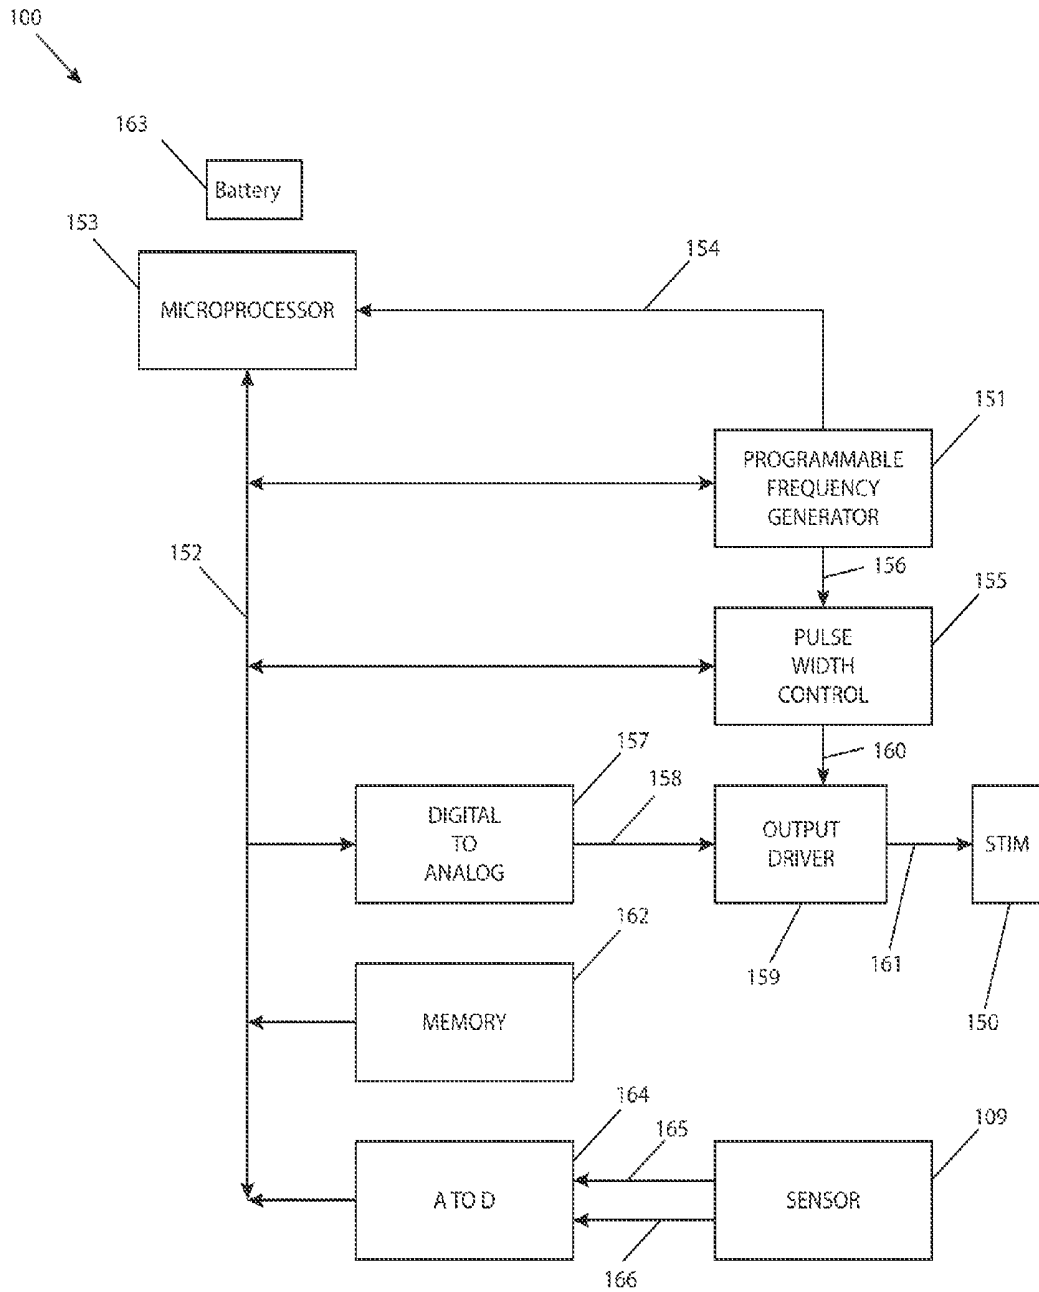 100
163
Battery
153
MICROPROCESSOR
154
151
PROGRAMMABLE
FREQUENCY
GENERATOR
152
156
155
PULSE
WIDTH
CONTROL
157
158
160
DIGITAL
TO
ANALOG
OUTPUT
DRIVER
STIM
162
159
161
150
MEMORY
164
165
109
A TO D
SENSOR
166